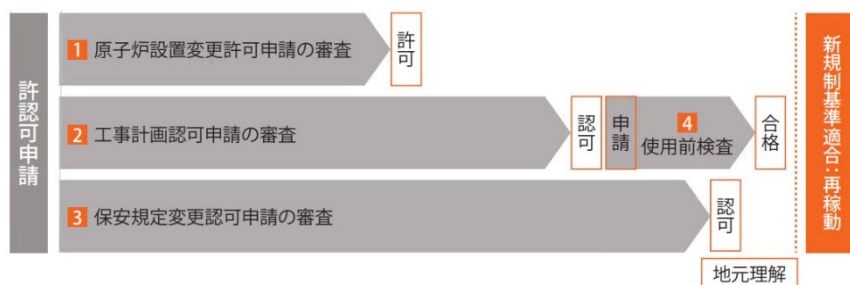 許認可申請
1 原子炉設置変更許可申請の審査
許可
2 工事計画認可申請の審査
認可
申請
4
使用前検査
合格
3 保安規定変更認可申請の審査
認可
地元理解
新規制基準適合：再稼動